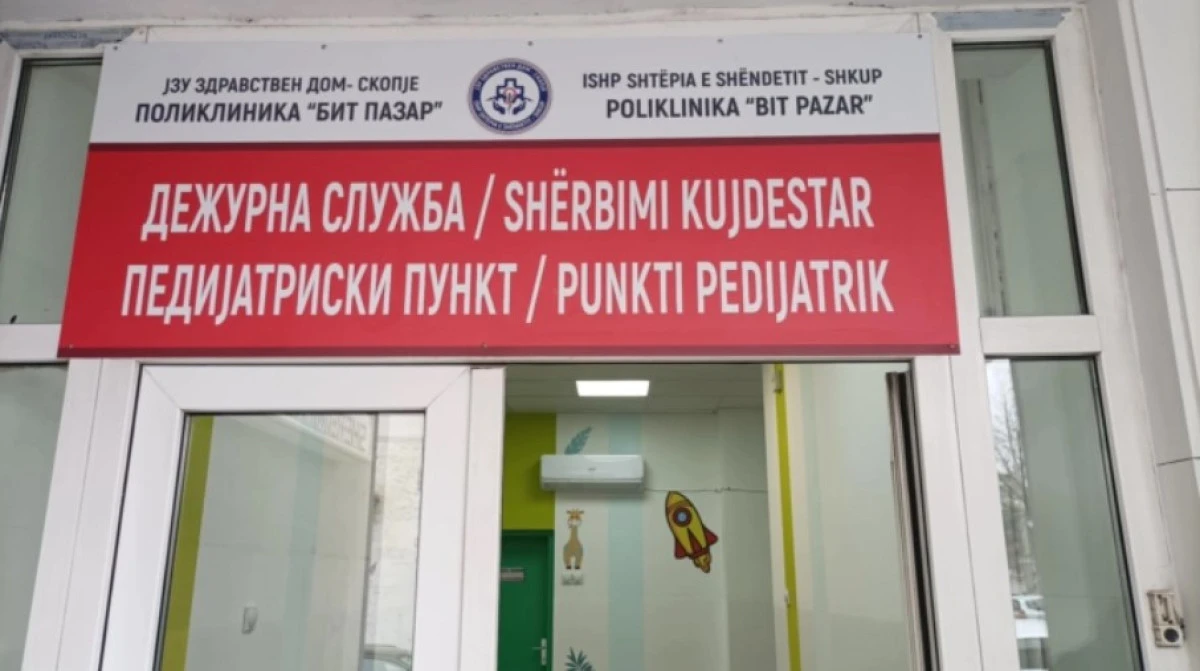 ЈЗУ ЗДРАВСТВЕН ДОМ- СКОПЈЕ
ПОЛИКЛИНИКА “БИТ ПАЗАР”
ISHP SHTËPIA E SHËNDETIT - SHKUP
POLIKLINIKA “BIT PAZAR”
ДЕЖУРНА СЛУЖБА / SHËRBIMI KUJDESTAR
ПЕДИЈАТРИСКИ ПУНКТ / PUNKTI PEDIJATRIK